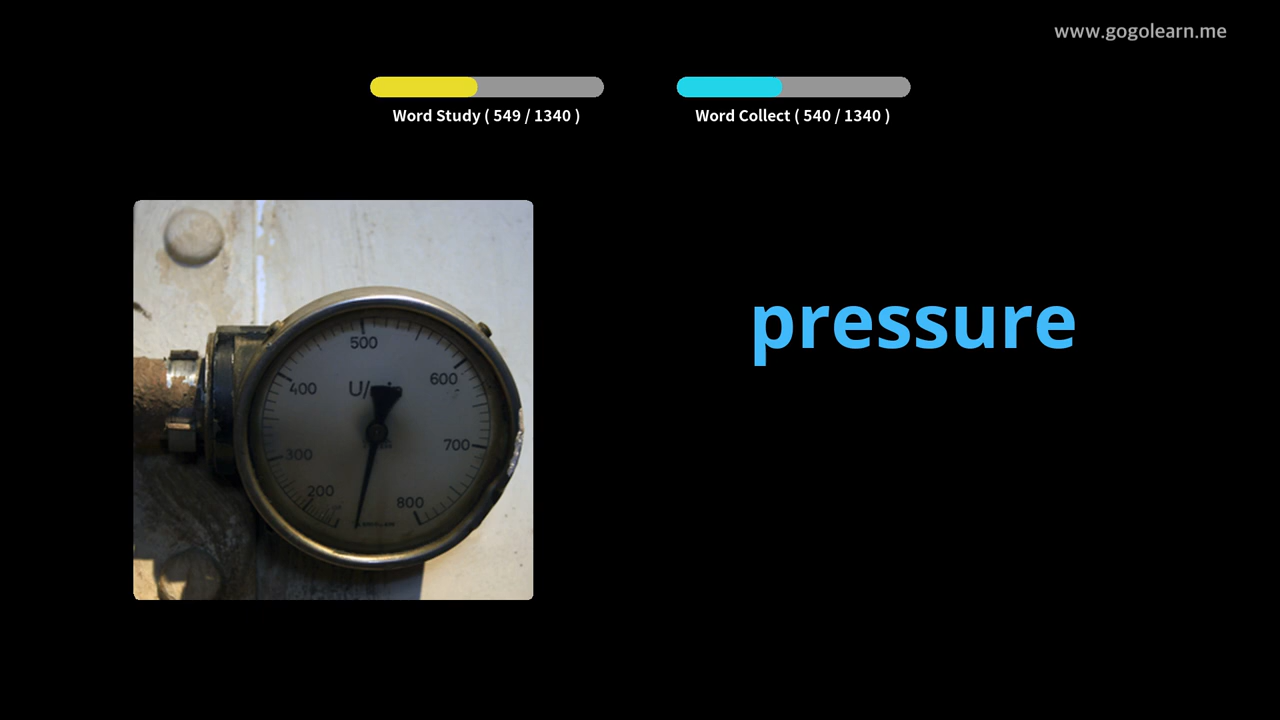 www.gogolearn.me
Word Study ( 549 / 1340 )
Word Collect ( 540 / 1340 )
pressure
500
400
600
300
700
200
800